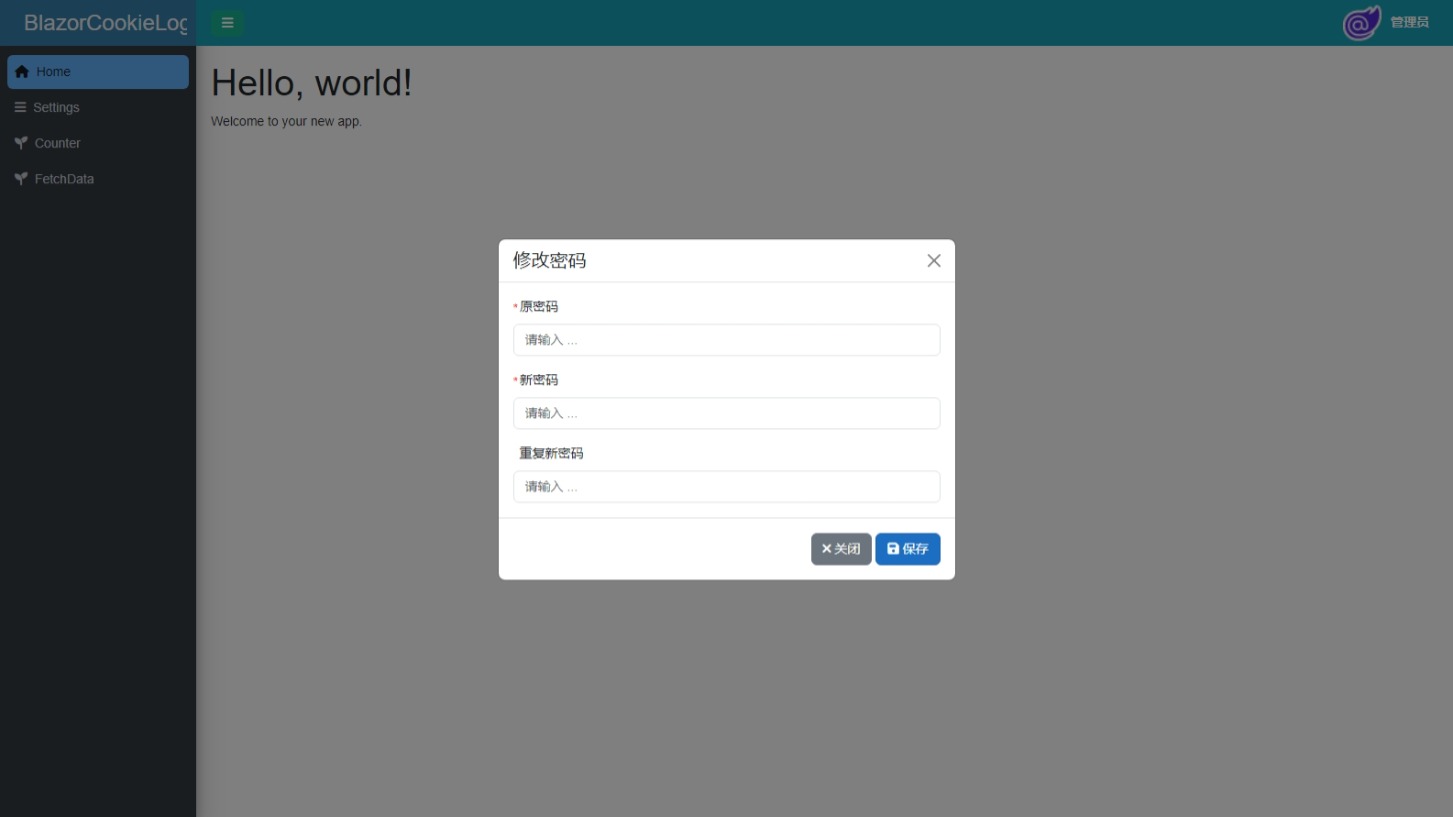 BlazorCookieLog
管理员
Home
Settings
Counter
FetchData
Hello, world!
Welcome to your new app.
修改密码
*原密码
请输入 ...
*新密码
请输入 ...
重复新密码
请输入 ...
关闭 保存